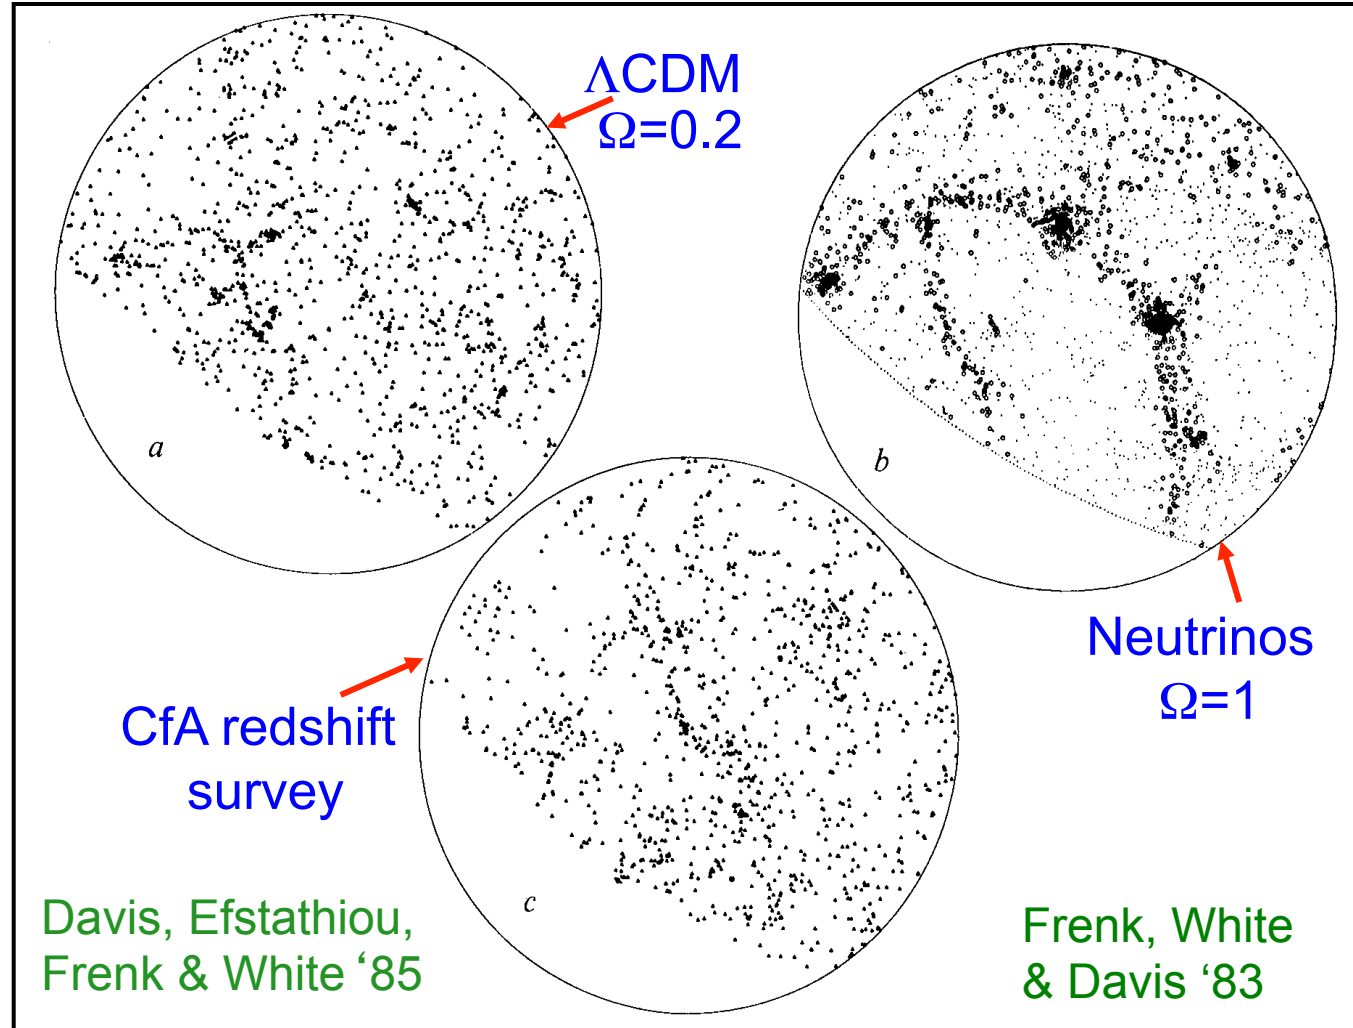 ΛCDM
Ω=0.2
a
b
Neutrinos
Ω=1
CfA redshift
survey
c
Davis, Efstathiou,
Frenk & White ‘85
Frenk, White
& Davis ‘83